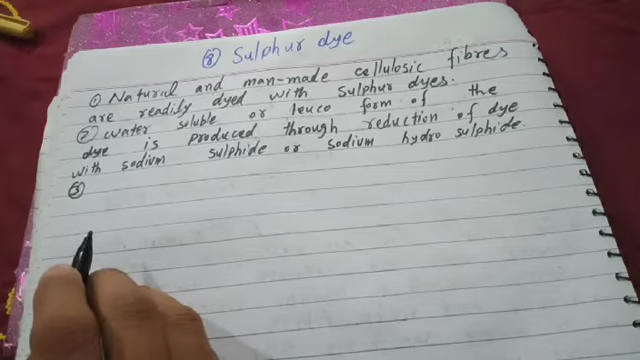 ⑧ Sulphur dye
① Natural and man-made cellulosic fibres
are readily dyed with Sulphur dyes.
② water soluble or leuco form of the
dye is produced through reduction of dye
with sodium sulphide or sodium hydro sulphide.
③